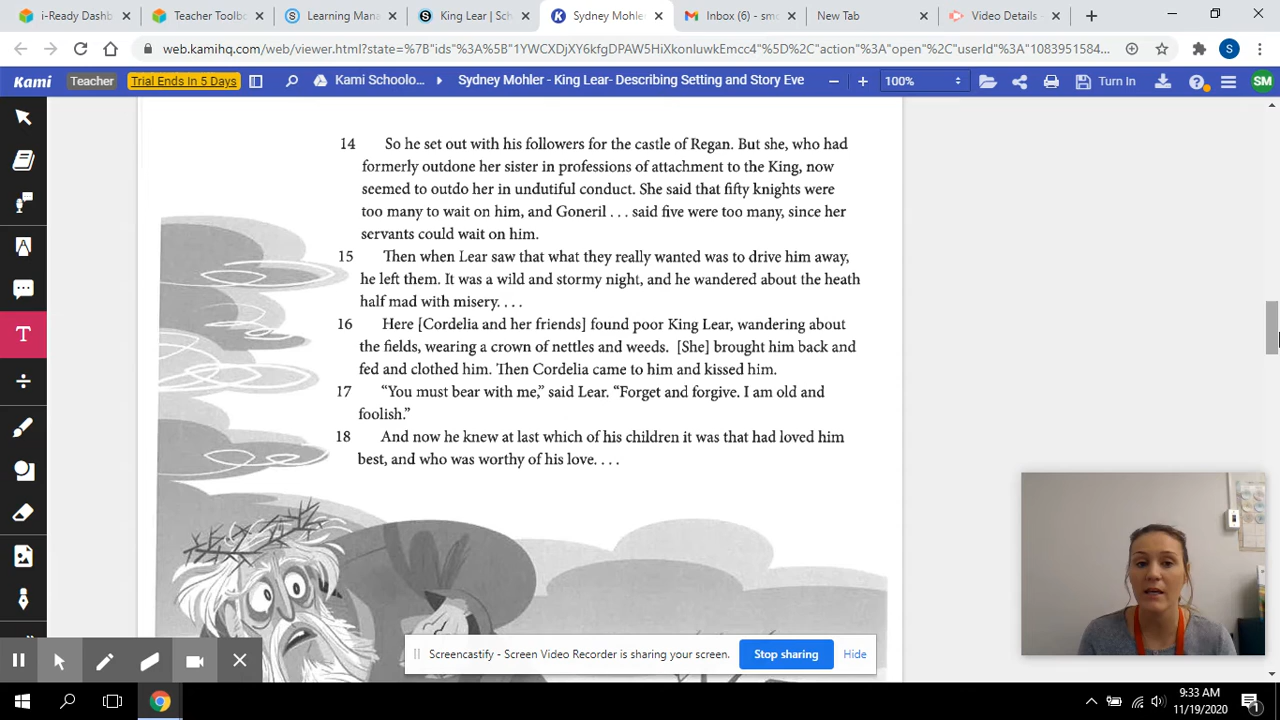 i-Ready Dashb
Teacher Toolbo
Learning Mana
King Lear | Sch
Sydney Mohler
Inbox (6) - smo
New Tab
Video Details -
web.kamihq.com/web/viewer.html?state=%7B"ids"%3A%5B"1YWCXDjXY6kfgDPAW5HiXkonluwkEmcc4"%5D%2C"action"%3A"open"%2C"userId"%3A"1083951584...
S
Kami
Teacher
Trial Ends In 5 Days
Kami Schoolo...
Sydney Mohler - King Lear- Describing Setting and Story Eve
100%
Turn In
SM
14 So he set out with his followers for the castle of Regan. But she, who had
formerly outdone her sister in professions of attachment to the King, now
seemed to outdo her in undutiful conduct. She said that fifty knights were
too many to wait on him, and Goneril . . . said five were too many, since her
servants could wait on him.
15 Then when Lear saw that what they really wanted was to drive him away,
he left them. It was a wild and stormy night, and he wandered about the heath
half mad with misery. . . .
16 Here [Cordelia and her friends] found poor King Lear, wandering about
the fields, wearing a crown of nettles and weeds. [She] brought him back and
fed and clothed him. Then Cordelia came to him and kissed him.
17 “You must bear with me,” said Lear. “Forget and forgive. I am old and
foolish.”
18 And now he knew at last which of his children it was that had loved him
best, and who was worthy of his love. . . .
Screencastify - Screen Video Recorder is sharing your screen.
Stop sharing
Hide
9:33 AM
11/19/2020